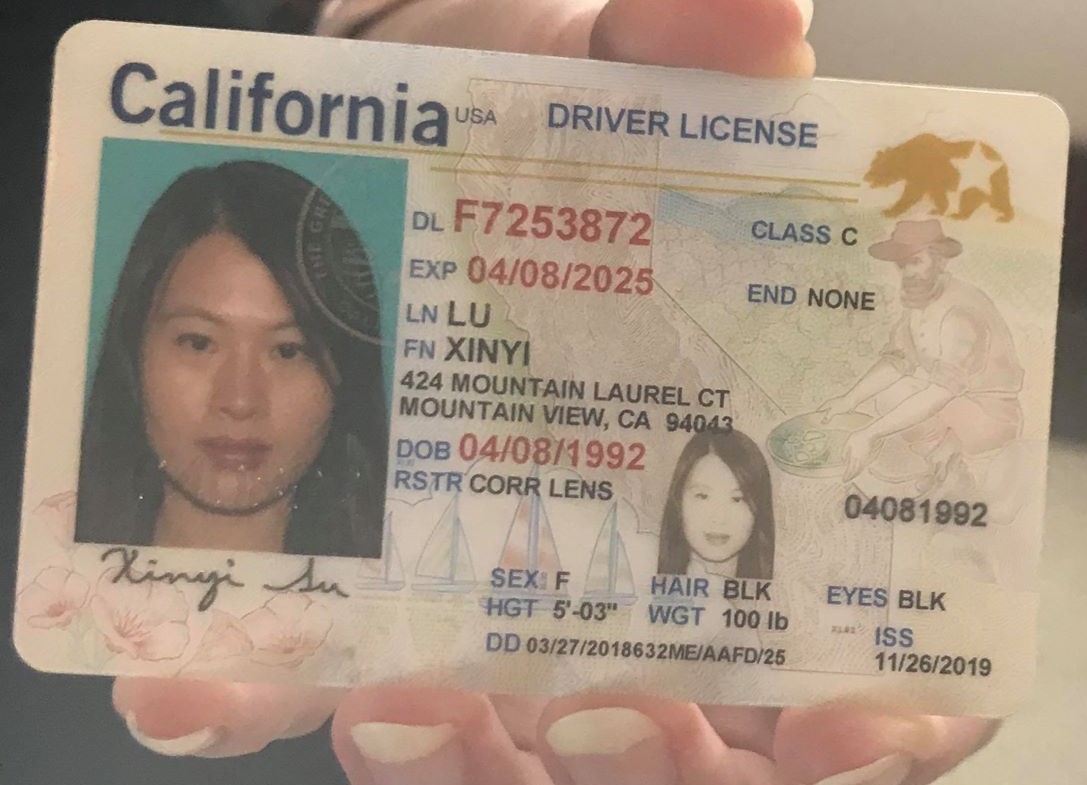 California USA DRIVER LICENSE
DL F7253872 CLASS C
EXP 04/08/2025 END NONE
LN LU
FN XINYI
424 MOUNTAIN LAUREL CT
MOUNTAIN VIEW, CA 94043
DOB 04/08/1992
RSTR CORR LENS
04081992
Xinyi
SEX F HAIR BLK EYES BLK
HGT 5'-03" WGT 100 lb ISS
DD 03/27/2018632ME/AAFD/25 11/26/2019